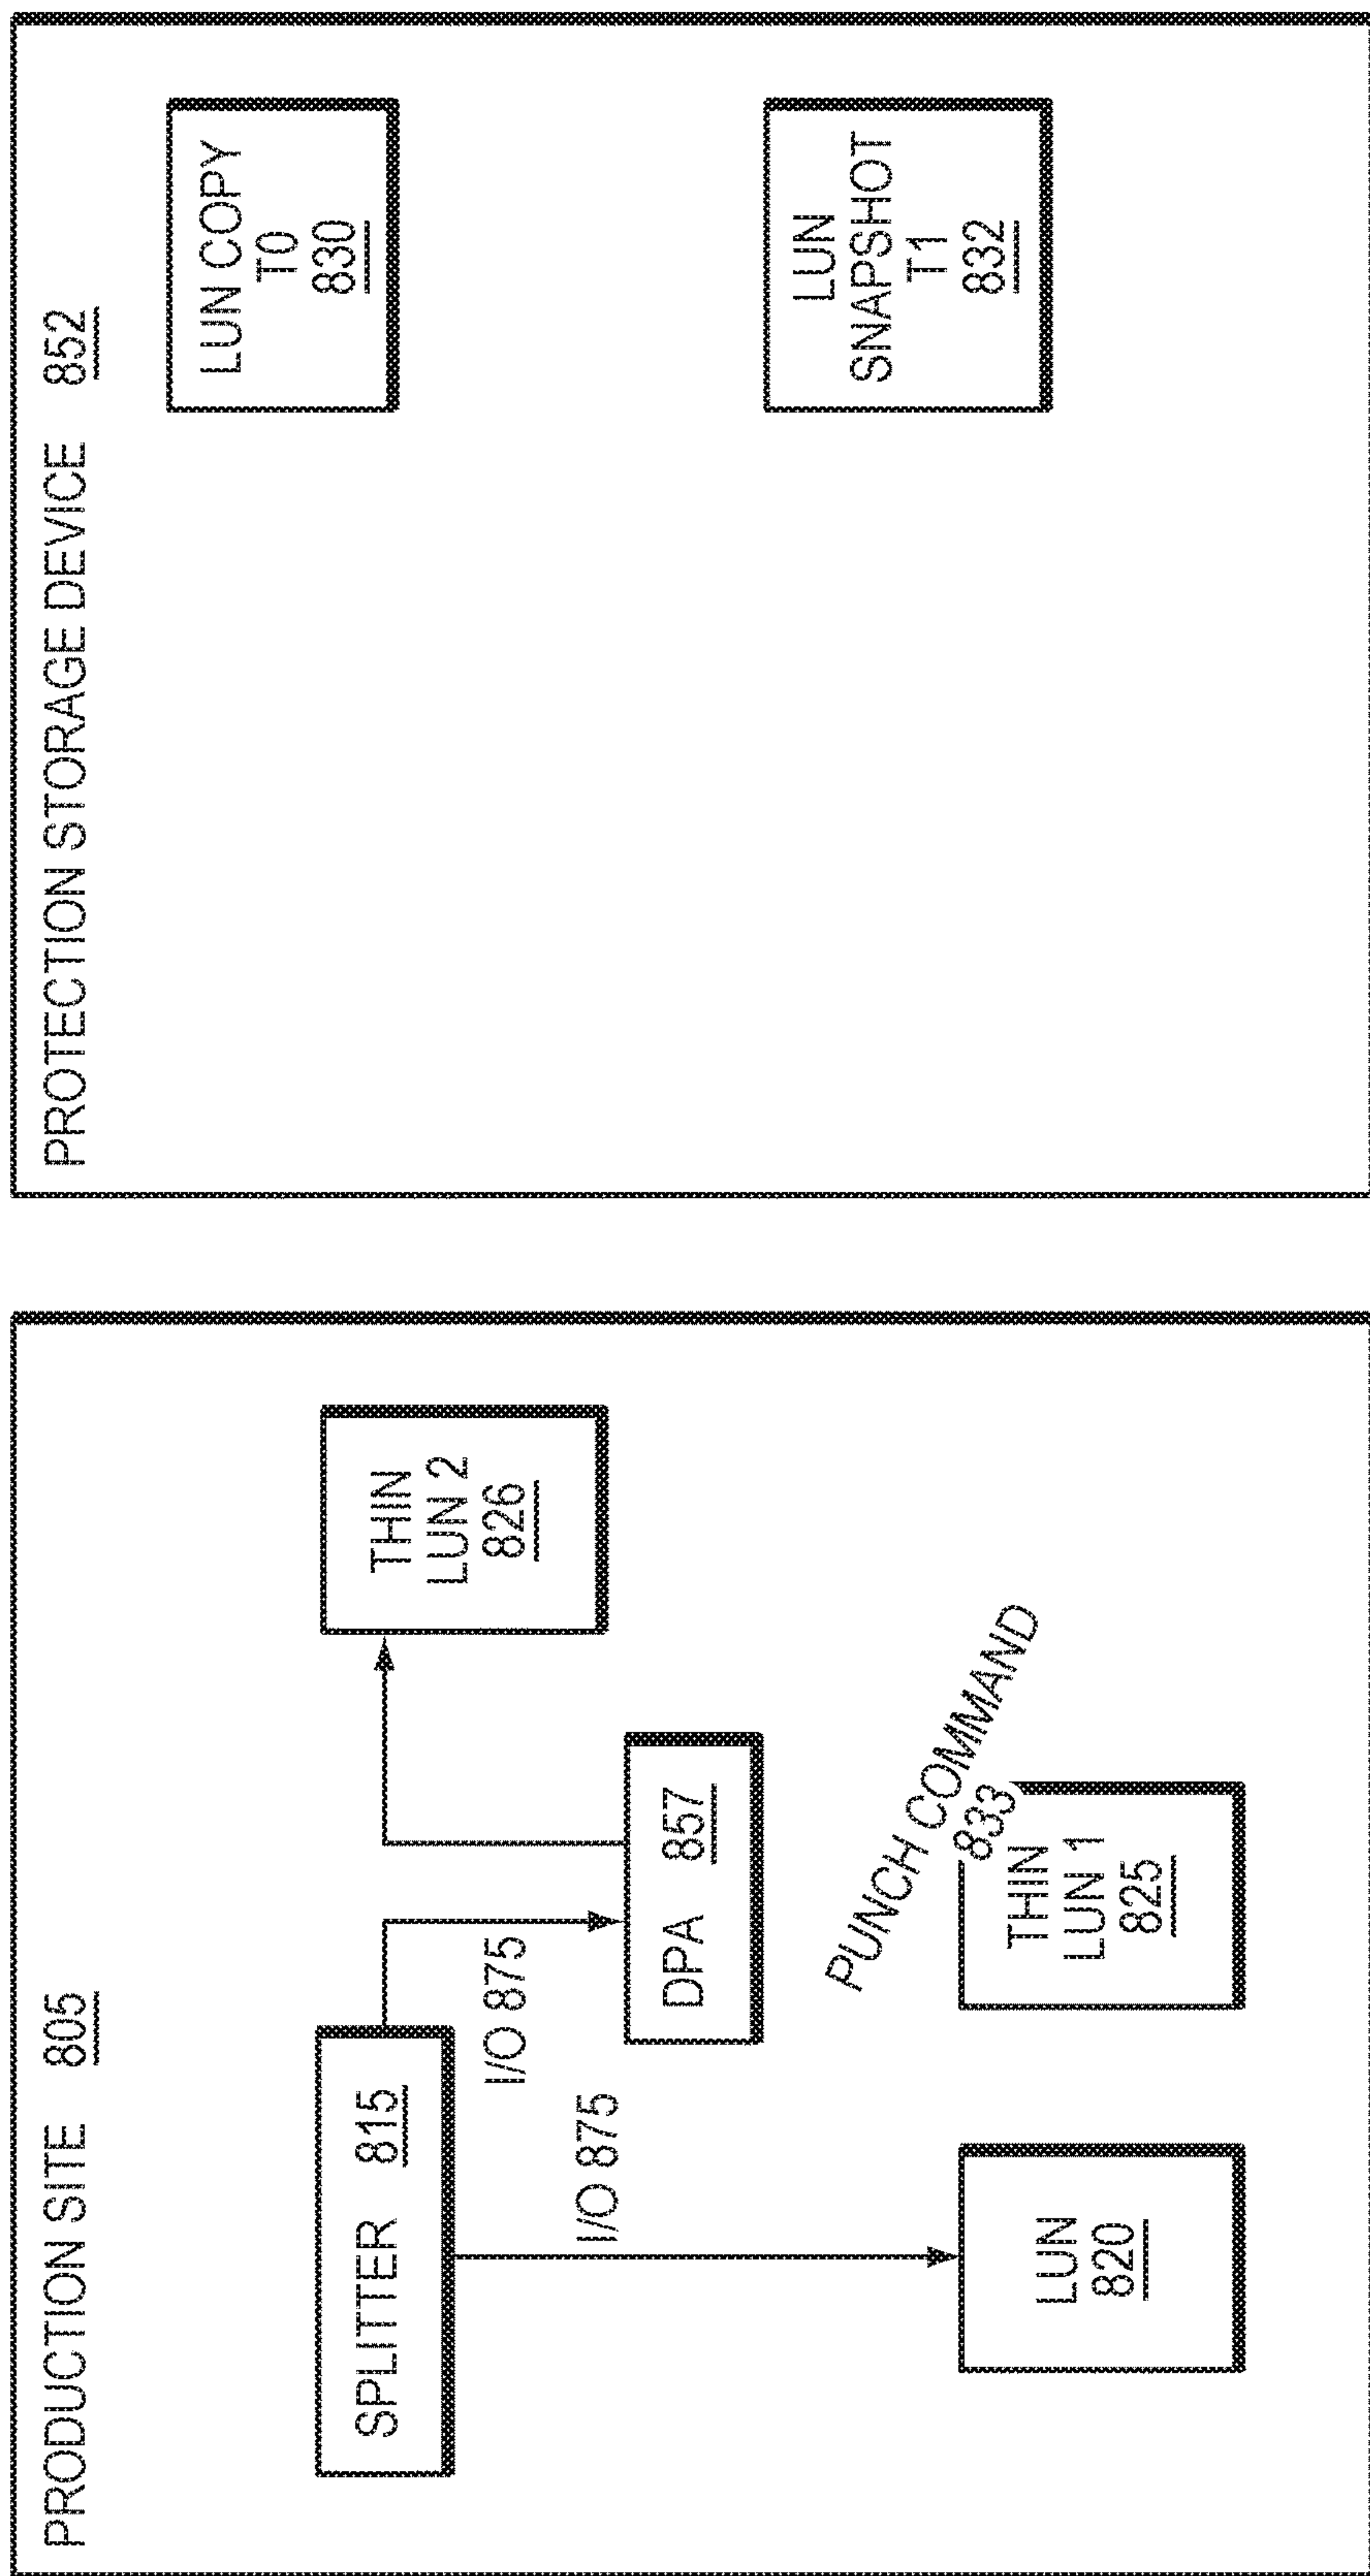 PRODUCTION SITE 805
SPLITTER 815
I/O 875
I/O 875
DPA 857
THIN
LUN 2
826
PUNCH COMMAND
833
LUN
820
THIN
LUN 1
825
PROTECTION STORAGE DEVICE 852
LUN COPY
T0
830
LUN
SNAPSHOT
T1
832